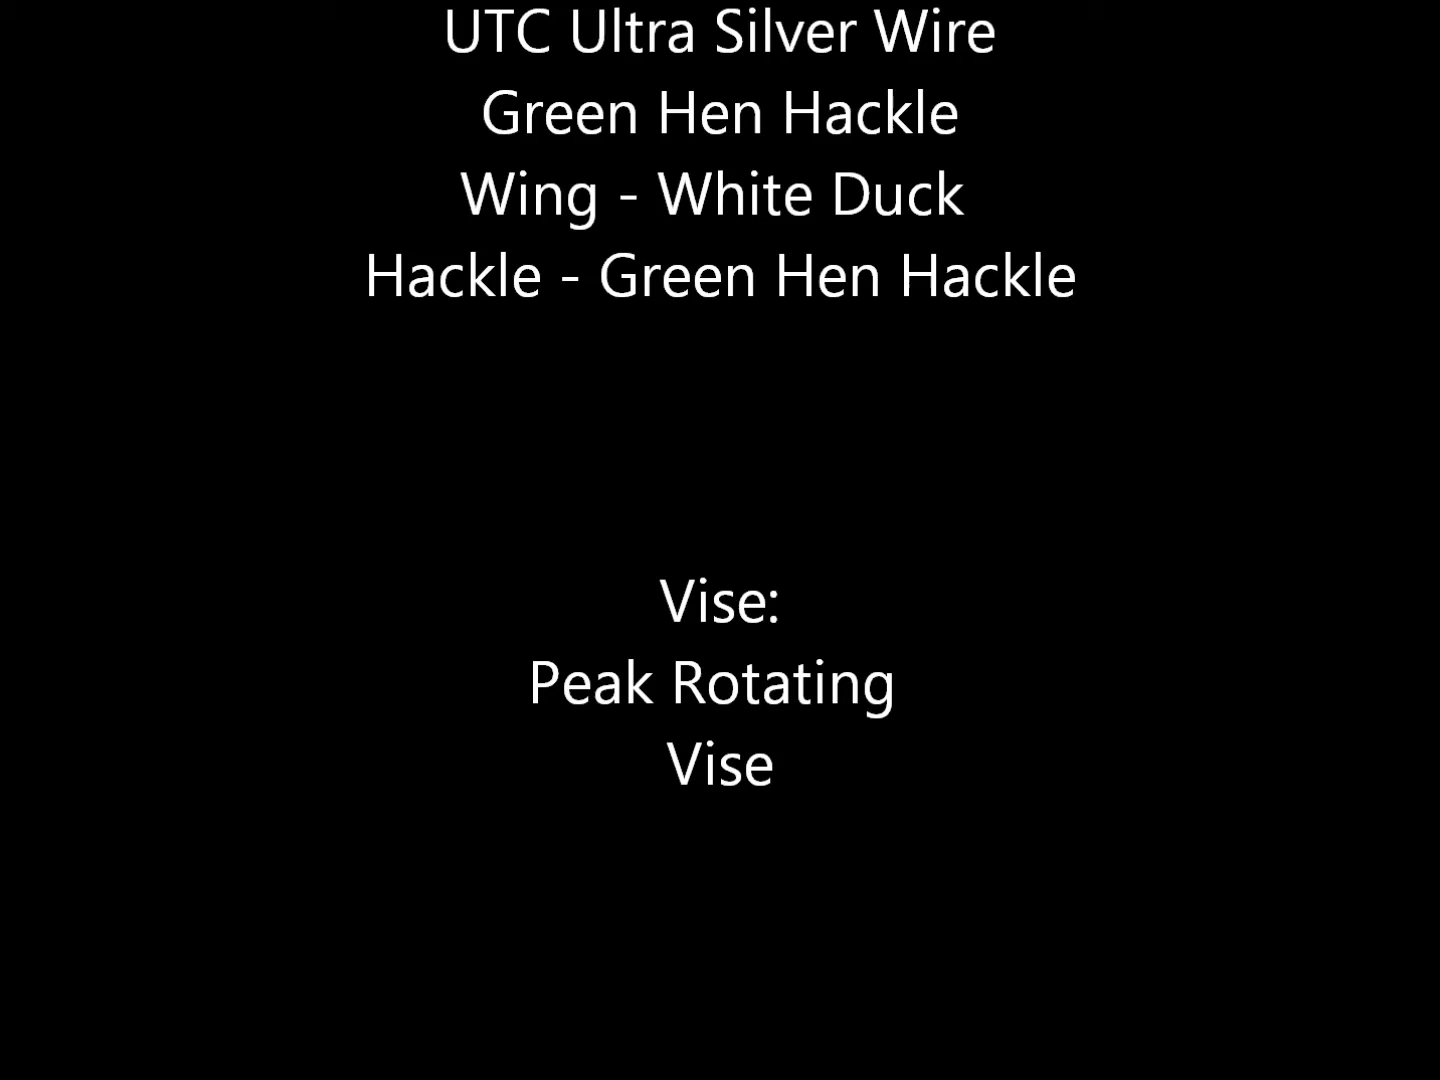 UTC Ultra Silver Wire
Green Hen Hackle
Wing - White Duck
Hackle - Green Hen Hackle
Vise:
Peak Rotating
Vise